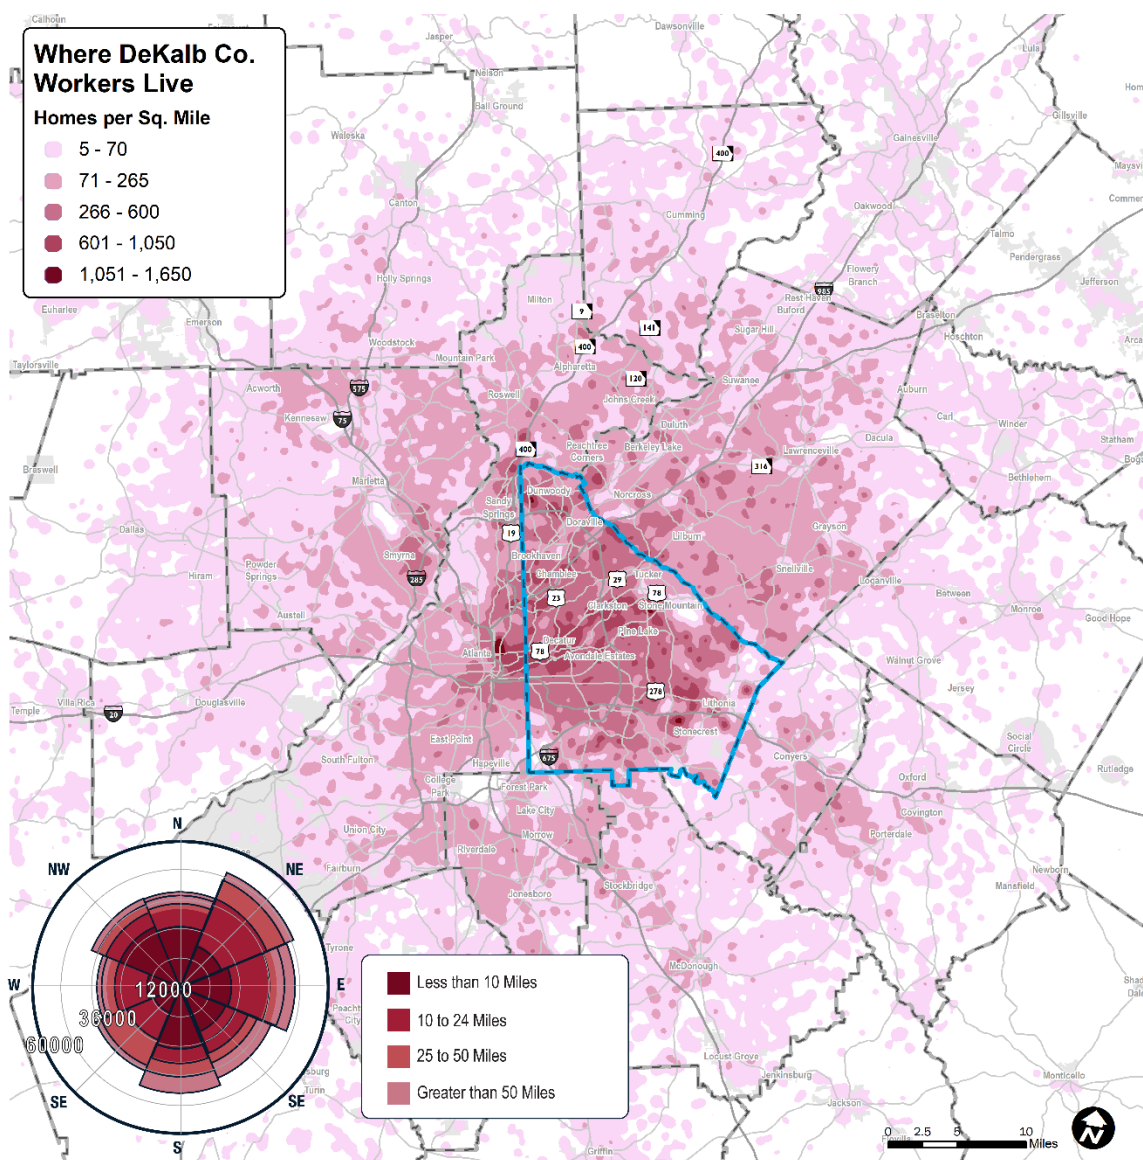 Where DeKalb Co.
Workers Live
Homes per Sq. Mile
5 - 70
71 - 265
266 - 600
601 - 1,050
1,051 - 1,650
Calhoun
Jasper
Dawsonville
Lula
Nelson
Ball Ground
Gillsville
Waleska
Gainesville
400
Maysv
Canton
Oakwood
Comme
Cumming
Talmo
Pendergrass
Holly Springs
Flowery
Branch
Jefferson
985
Rest Haven
Milton
Euharlee
Emerson
9
Buford
Braselton
141
Sugar Hill
Hoschton
Arca
Woodstock
400
Mountain Park
Taylorsville
Alpharetta
120
Suwanee
575
Acworth
Auburn
Roswell
Johns Creek
Kennesaw
75
Carl
Winder
Duluth
Dacula
Statham
400
Peachtree
Corners
Berkeley Lake
Lawrenceville
Bog
316
Braswell
Bethlehem
Marietta
Dunwoody
Norcross
Sandy
Springs
Doraville
Grayson
Dallas
19
Lilburn
Smyrna
Brookhaven
Snellville
Powder
Springs
Hiram
285
Chamblee
Tucker
29
Loganville
78
Between
23
Clarkston
Stone Mountain
Monroe
Austell
Good Hope
Pine Lake
Decatur
Atlanta
78
Avondale Estates
Walnut Grove
278
Jersey
Villa Rica
Temple
20
Douglasville
Lithonia
Stonecrest
East Point
Social
Circle
South Fulton
Hapeville
675
Conyers
Rutledge
College
Park
Forest Park
Oxford
Lake City
Covington
Union City
Morrow
Porterdale
Riverdale
Fairburn
Newborn
Jonesboro
Stockbridge
Mansfield
Tyrone
McDonough
Shad
Dale
Peacht
City
Locust Grove
Jenkinsburg
Monticello
Jackson
Griffin
N
NW
NE
W
E
12000
36000
60000
SE
SE
S
Less than 10 Miles
10 to 24 Miles
25 to 50 Miles
Greater than 50 Miles
0 2.5 5 10
Miles
N